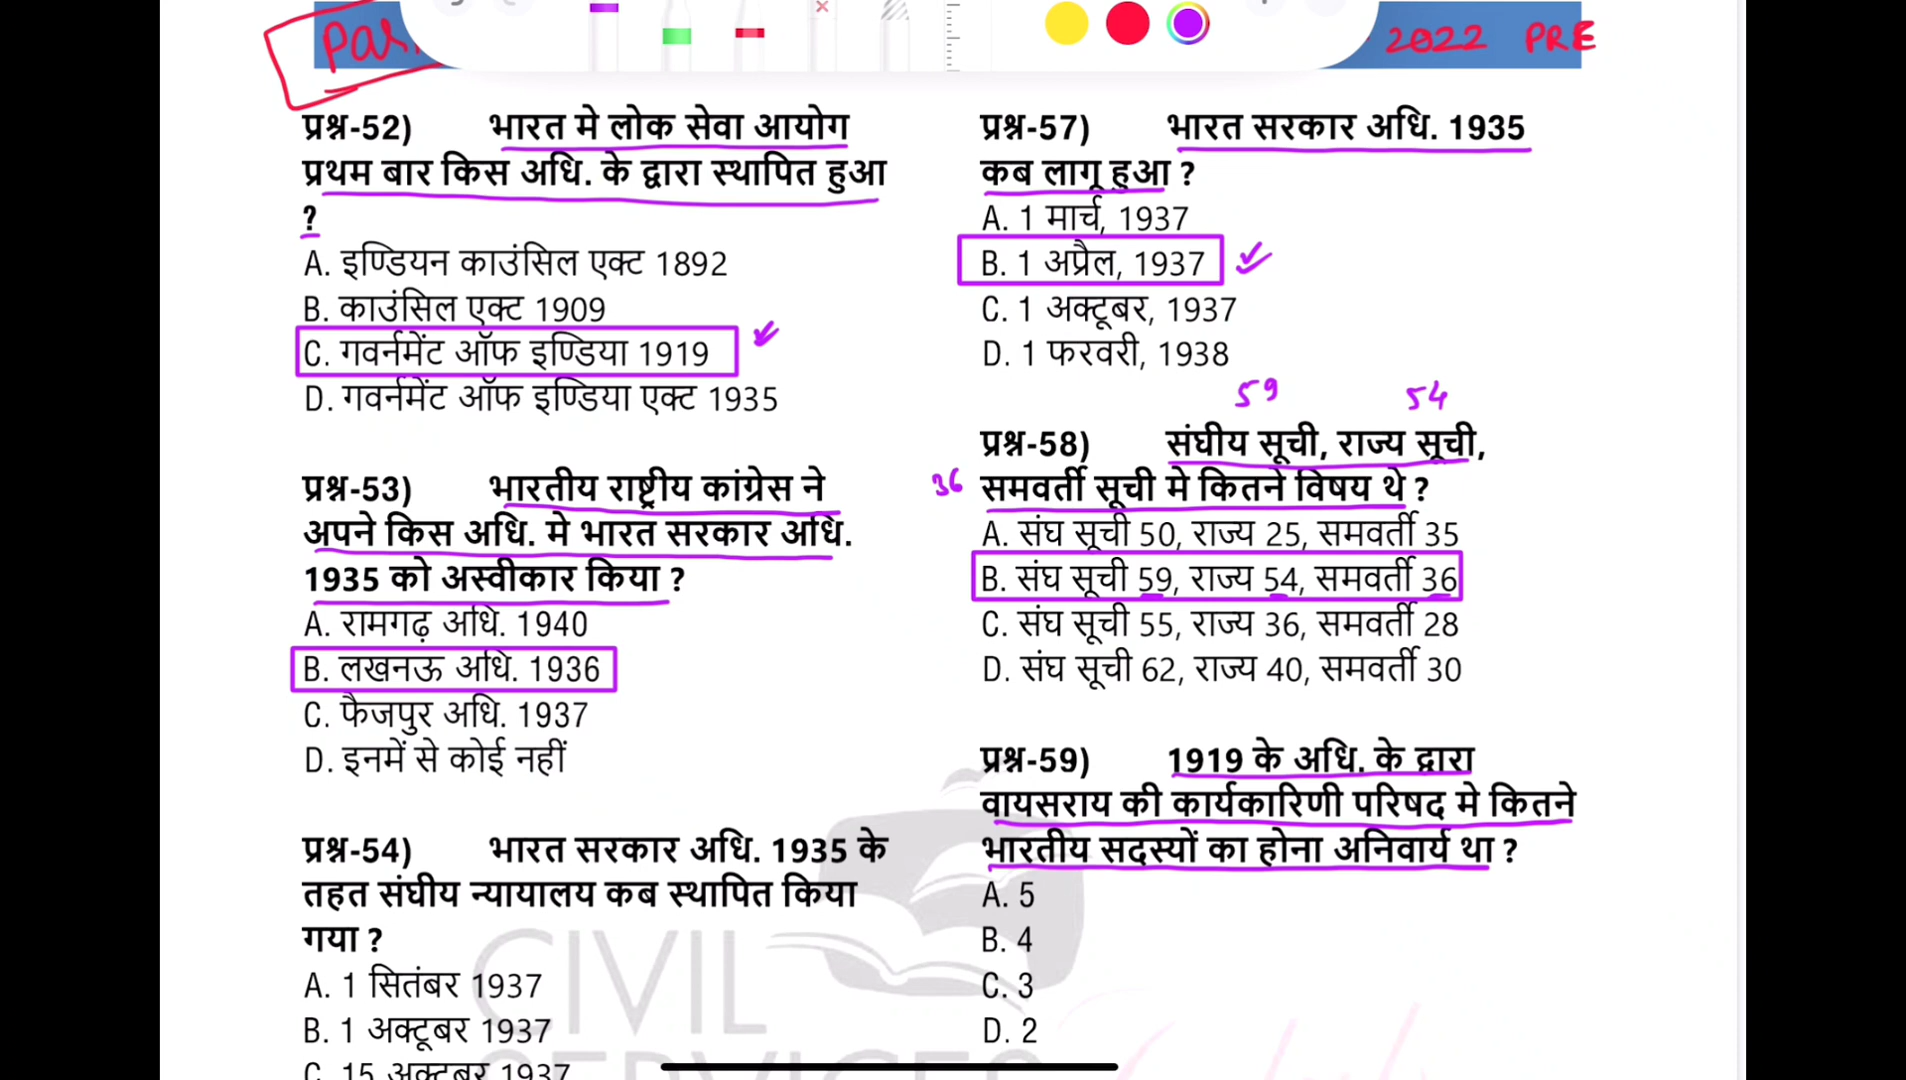 2022 PRE
प्रश्न-52) भारत मे लोक सेवा आयोग
प्रथम बार किस अधि. के द्वारा स्थापित हुआ
?
A. इण्डियन काउंसिल एक्ट 1892
B. काउंसिल एक्ट 1909
C. गवर्नमेंट ऑफ इण्डिया 1919
D. गवर्नमेंट ऑफ इण्डिया एक्ट 1935
प्रश्न-53) भारतीय राष्ट्रीय कांग्रेस ने
अपने किस अधि. मे भारत सरकार अधि.
1935 को अस्वीकार किया ?
A. रामगढ़ अधि. 1940
B. लखनऊ अधि. 1936
C. फैजपुर अधि. 1937
D. इनमें से कोई नहीं
प्रश्न-54) भारत सरकार अधि. 1935 के
तहत संघीय न्यायालय कब स्थापित किया
गया ?
A. 1 सितंबर 1937
B. 1 अक्टूबर 1937
C. 15 अक्टूबर 1937
प्रश्न-57) भारत सरकार अधि. 1935
कब लागू हुआ ?
A. 1 मार्च, 1937
B. 1 अप्रैल, 1937
C. 1 अक्टूबर, 1937
D. 1 फरवरी, 1938
59 54
प्रश्न-58) संघीय सूची, राज्य सूची,
36 समवर्ती सूची मे कितने विषय थे ?
A. संघ सूची 50, राज्य 25, समवर्ती 35
B. संघ सूची 59, राज्य 54, समवर्ती 36
C. संघ सूची 55, राज्य 36, समवर्ती 28
D. संघ सूची 62, राज्य 40, समवर्ती 30
प्रश्न-59) 1919 के अधि. के द्वारा
वायसराय की कार्यकारिणी परिषद मे कितने
भारतीय सदस्यों का होना अनिवार्य था ?
A. 5
B. 4
C. 3
D. 2
CIVIL
SERVICES